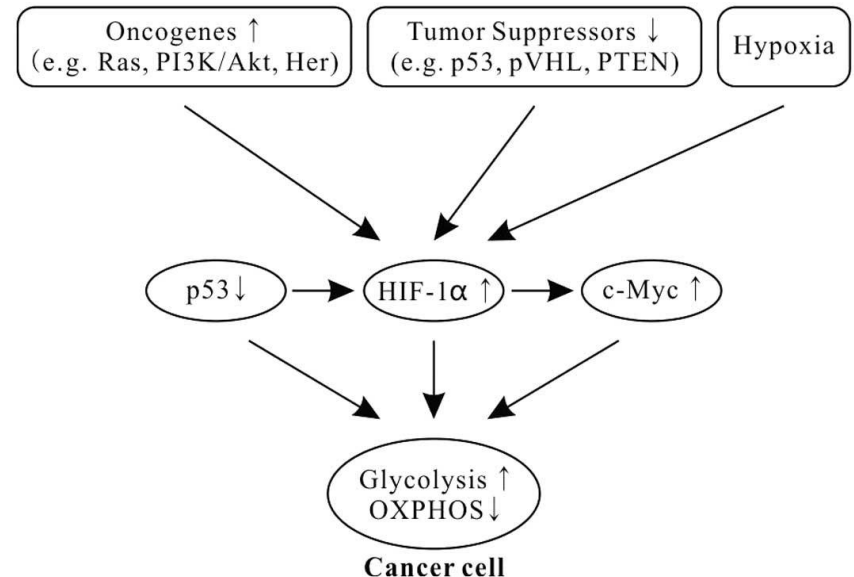 Oncogenes ↑
(e.g. Ras, PI3K/Akt, Her)
Tumor Suppressors ↓
(e.g. p53, pVHL, PTEN)
Hypoxia
p53↓
HIF-1α ↑
c-Myc ↑
Glycolysis ↑
OXPHOS↓
Cancer cell